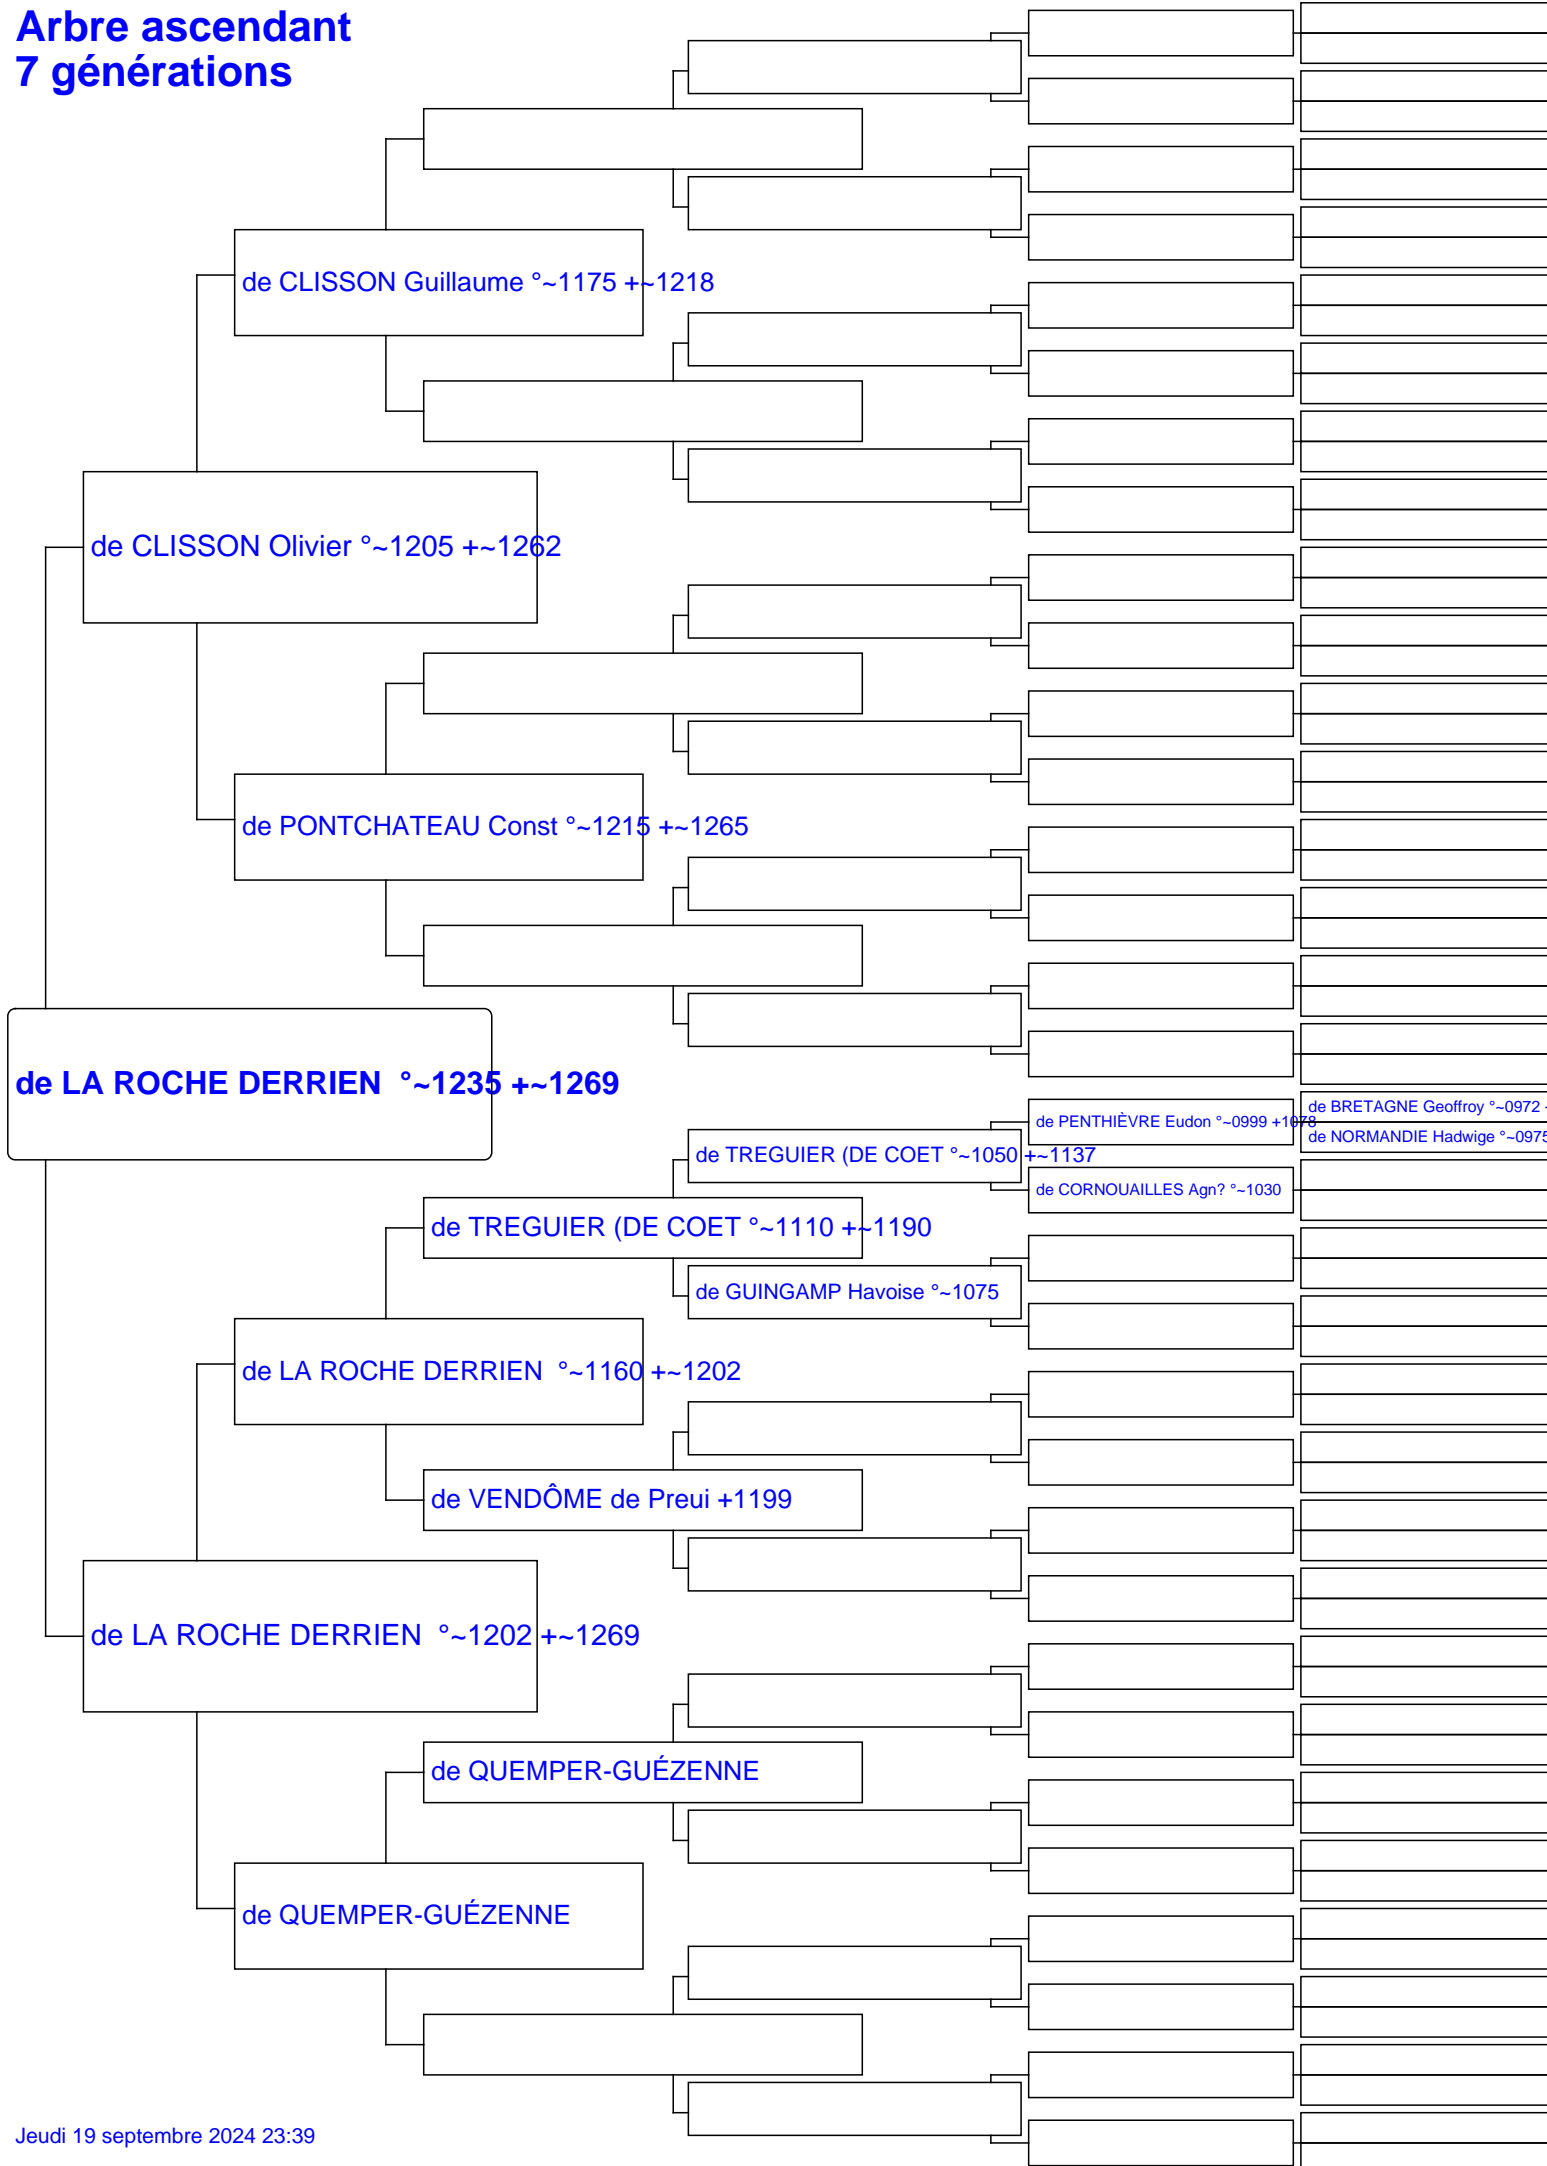 Arbre ascendant
7 générations
de CLISSON Guillaume °~1175 +~1218
de CLISSON Olivier °~1205 +~1262
de PONTCHATEAU Const °~1215 +~1265
de LA ROCHE DERRIEN °~1235 +~1269
de PENTHIÈVRE Eudon °~0999 +1078
de BRETAGNE Geoffroy °~0972
de NORMANDIE Hadwige °~0975
de TREGUIER (DE COET °~1050 +~1137
de CORNOUAILLES Agn? °~1030
de TREGUIER (DE COET °~1110 +~1190
de GUINGAMP Havoise °~1075
de LA ROCHE DERRIEN °~1160 +~1202
de VENDÔME de Preui +1199
de LA ROCHE DERRIEN °~1202 +~1269
de QUEMPER-GUÉZENNE
de QUEMPER-GUÉZENNE
Jeudi 19 septembre 2024 23:39